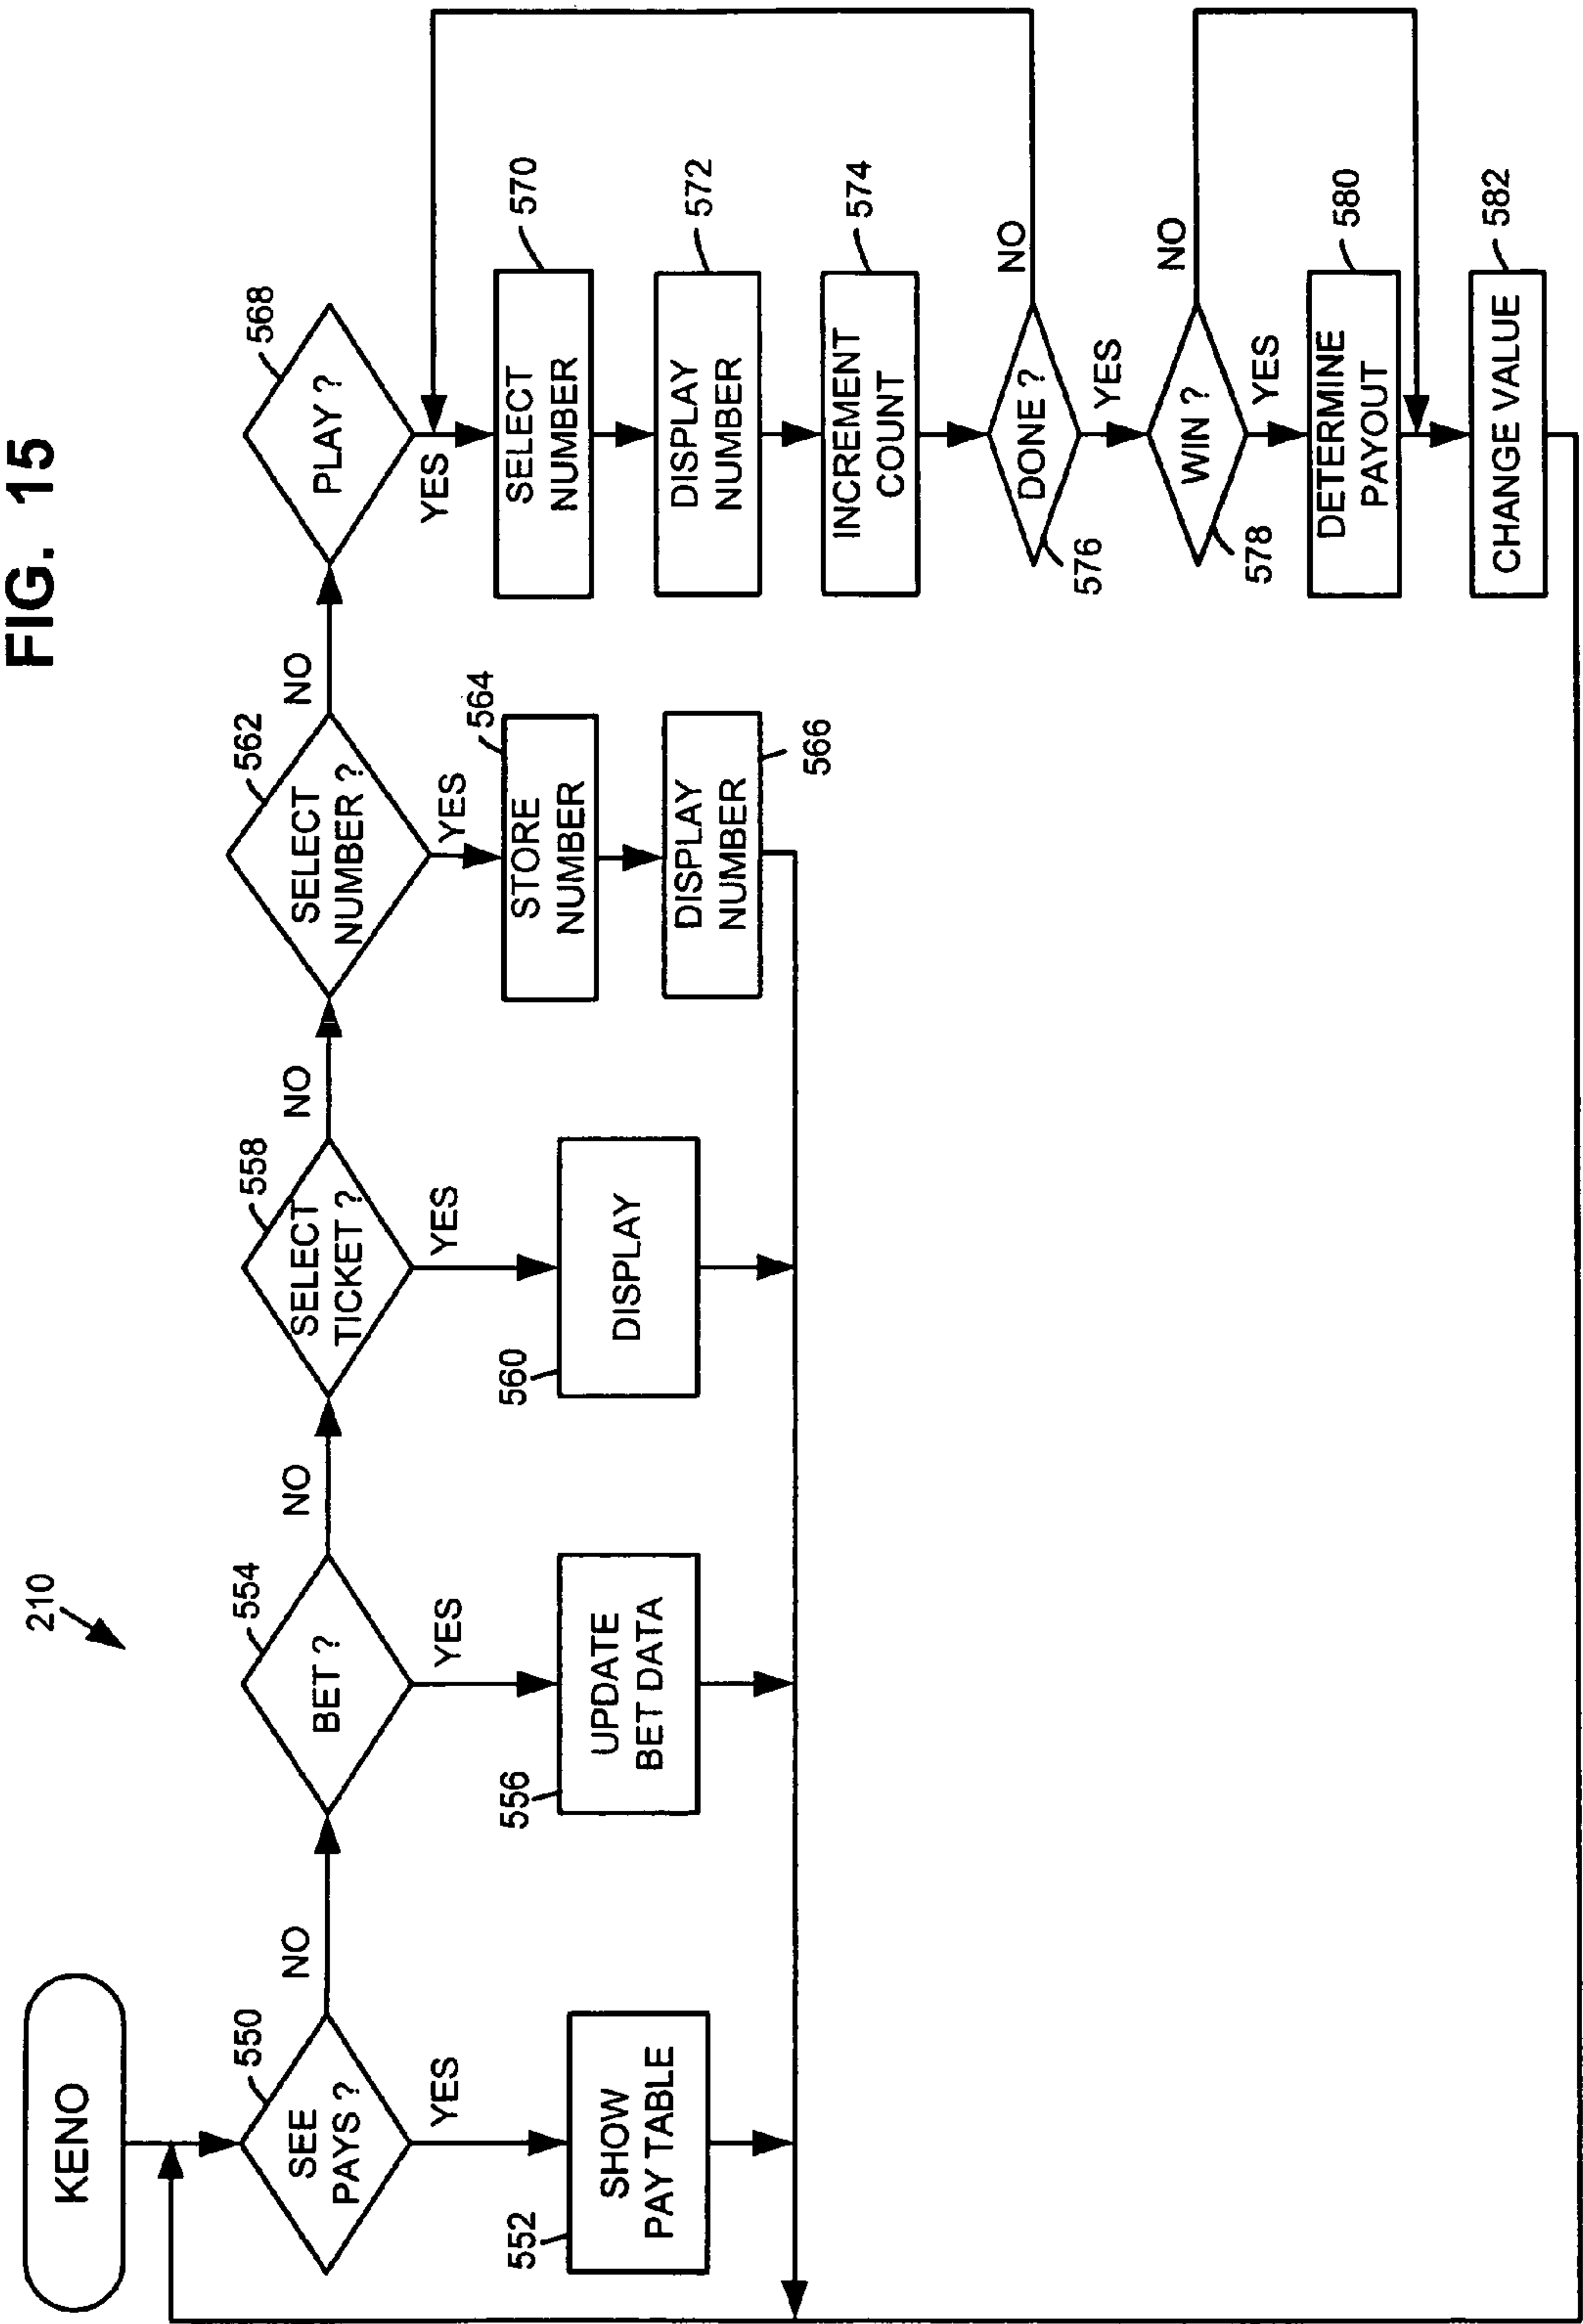 FIG. 15
210
KENO
550
SEE
PAYS ?
NO
YES
552
SHOW
PAY TABLE
554
BET ?
NO
YES
556
UPDATE
BET DATA
558
SELECT
TICKET ?
NO
YES
560
DISPLAY
562
SELECT
NUMBER ?
NO
YES
564
STORE
NUMBER
566
DISPLAY
NUMBER
568
PLAY ?
YES
570
SELECT
NUMBER
572
DISPLAY
NUMBER
574
INCREMENT
COUNT
576
DONE ?
NO
YES
578
WIN ?
NO
YES
580
DETERMINE
PAYOUT
582
CHANGE VALUE